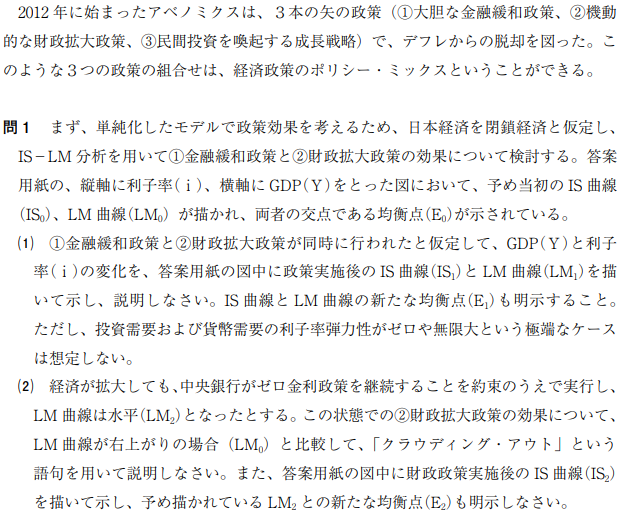 2012年に始まったアベノミクスは、3本の矢の政策（①大胆な金融緩和政策、②機動
的な財政拡大政策、③民間投資を喚起する成長戦略）で、デフレからの脱却を図った。こ
のような3つの政策の組合せは、経済政策のポリシー・ミックスということができる。
問1　まず、単純化したモデルで政策効果を考えるため、日本経済を閉鎖経済と仮定し、
IS－LM 分析を用いて①金融緩和政策と②財政拡大政策の効果について検討する。答案
用紙の、縦軸に利子率(i)、横軸に GDP(Y)をとった図において、予め当初の IS 曲線
(IS₀)、LM 曲線(LM₀) が描かれ、両者の交点である均衡点(E₀)が示されている。
(1)　①金融緩和政策と②財政拡大政策が同時に行われたと仮定して、GDP(Y)と利子
率(i)の変化を、答案用紙の図中に政策実施後の IS 曲線(IS₁)と LM 曲線(LM₁)を描
いて示し、説明しなさい。IS 曲線と LM 曲線の新たな均衡点(E₁)も明示すること。
ただし、投資需要および貨幣需要の利子率弾力性がゼロや無限大という極端なケース
は想定しない。
(2)　経済が拡大しても、中央銀行がゼロ金利政策を継続することを約束のうえで実行し、
LM 曲線は水平(LM₂)となったとする。この状態での②財政拡大政策の効果について、
LM 曲線が右上がりの場合（LM₀）と比較して、「クラウディング・アウト」という
語句を用いて説明しなさい。また、答案用紙の図中に財政政策実施後の IS 曲線(IS₂)
を描いて示し、予め描かれている LM₂ との新たな均衡点(E₂)も明示しなさい。